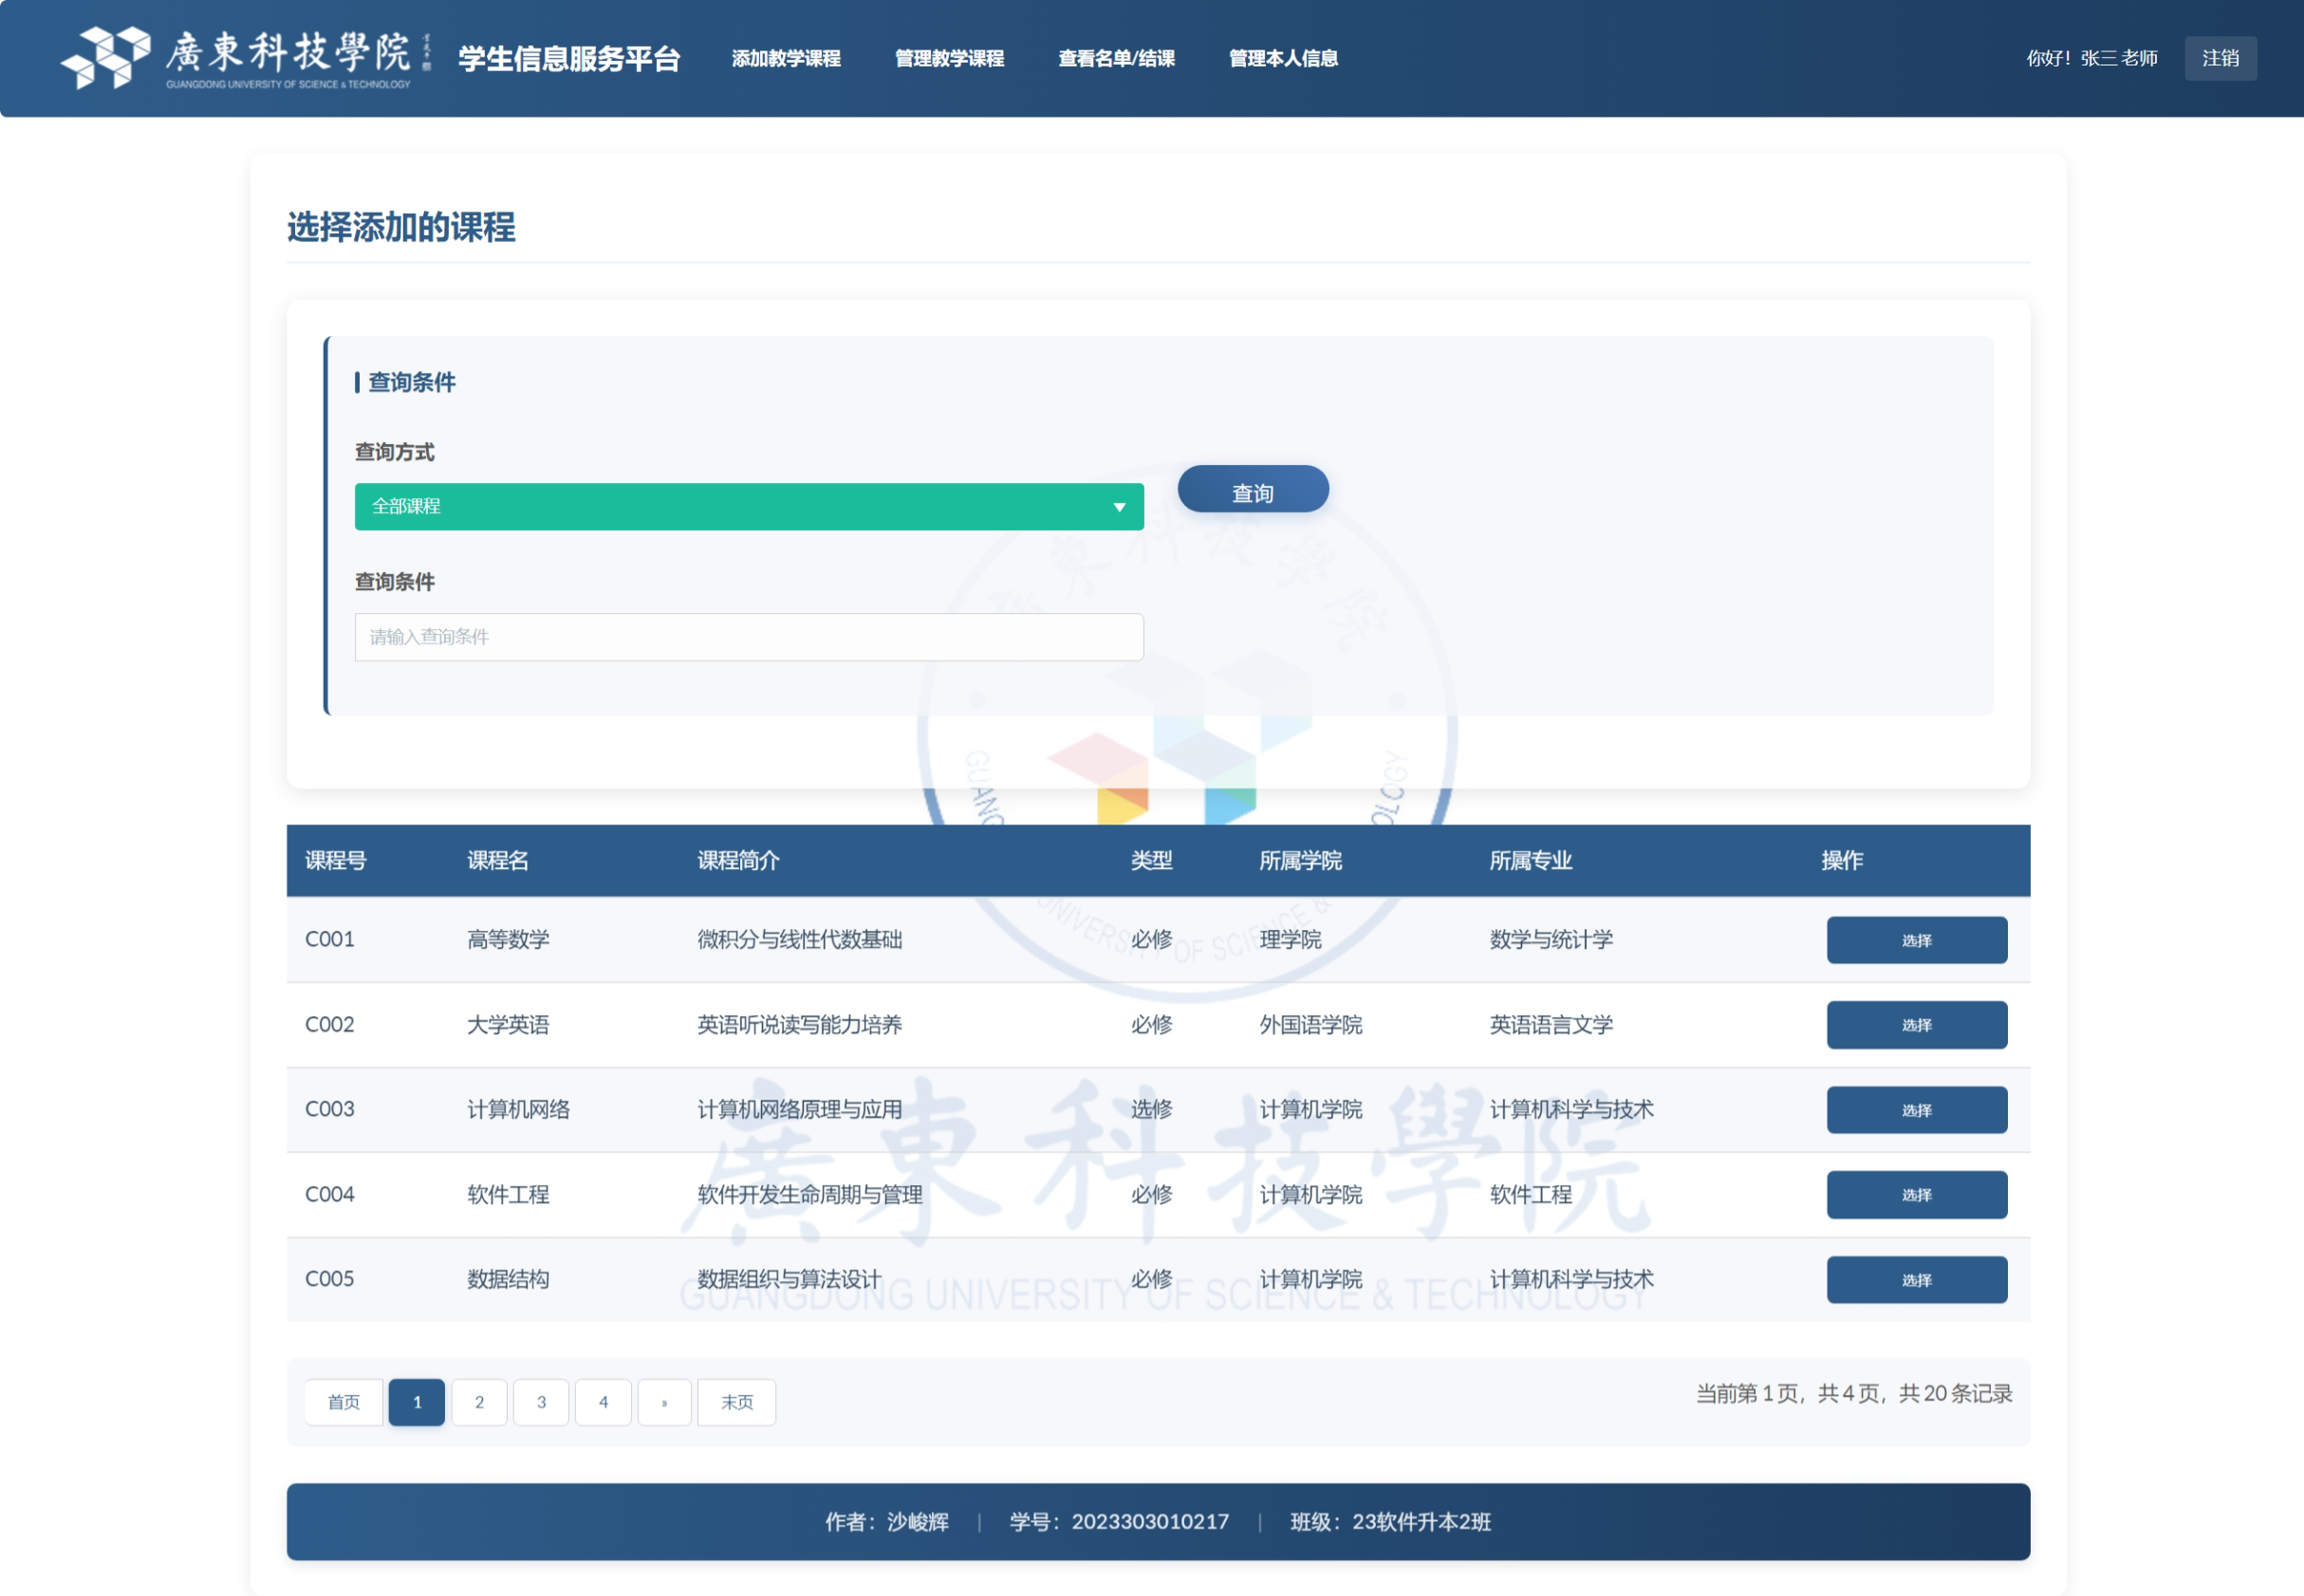 廣東科技學院
GUANGDONG UNIVERSITY OF SCIENCE & TECHNOLOGY
学生信息服务平台 添加教学课程 管理教学课程 查看名单/结课 管理本人信息 你好！张三 老师 注销
选择添加的课程
查询条件
查询方式
全部课程 查询
查询条件
请输入查询条件
课程号 课程名 课程简介 类型 所属学院 所属专业 操作
C001 高等数学 微积分与线性代数基础 必修 理学院 数学与统计学 选择
C002 大学英语 英语听说读写能力培养 必修 外国语学院 英语语言文学 选择
C003 计算机网络 计算机网络原理与应用 选修 计算机学院 计算机科学与技术 选择
C004 软件工程 软件开发生命周期与管理 必修 计算机学院 软件工程 选择
廣東科技學院
C005 数据结构 数据组织与算法设计 必修 计算机学院 计算机科学与技术 选择
GUANGDONG UNIVERSITY OF SCIENCE & TECHNOLOGY
首页 1 2 3 4 » 末页 当前第 1 页，共 4 页，共 20 条记录
作者：沙峻辉 | 学号：2023303010217 | 班级：23软件升本2班